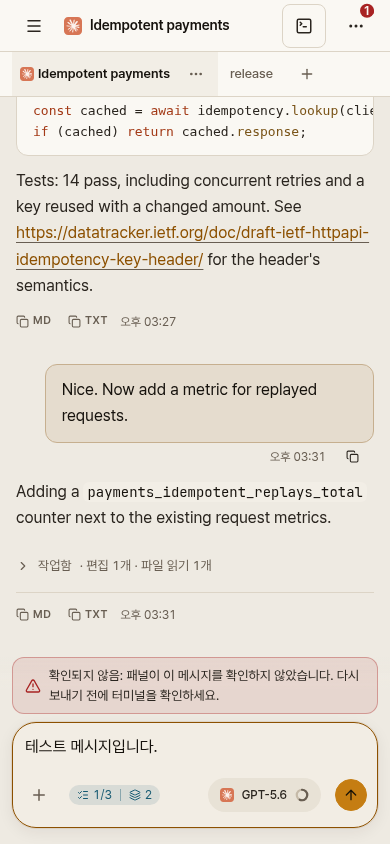 Idempotent payments
1
Idempotent payments
release
const cached = await idempotency.lookup(clie
if (cached) return cached.response;
Tests: 14 pass, including concurrent retries and a
key reused with a changed amount. See
https://datatracker.ietf.org/doc/draft-ietf-httpapi-
idempotency-key-header/ for the header's
semantics.
MD TXT 오후 03:27
Nice. Now add a metric for replayed
requests.
오후 03:31
Adding a payments_idempotent_replays_total
counter next to the existing request metrics.
작업함 · 편집 1개 · 파일 읽기 1개
MD TXT 오후 03:31
확인되지 않음: 패널이 이 메시지를 확인하지 않았습니다. 다시
보내기 전에 터미널을 확인하세요.
테스트 메시지입니다.
1/3 2 GPT-5.6